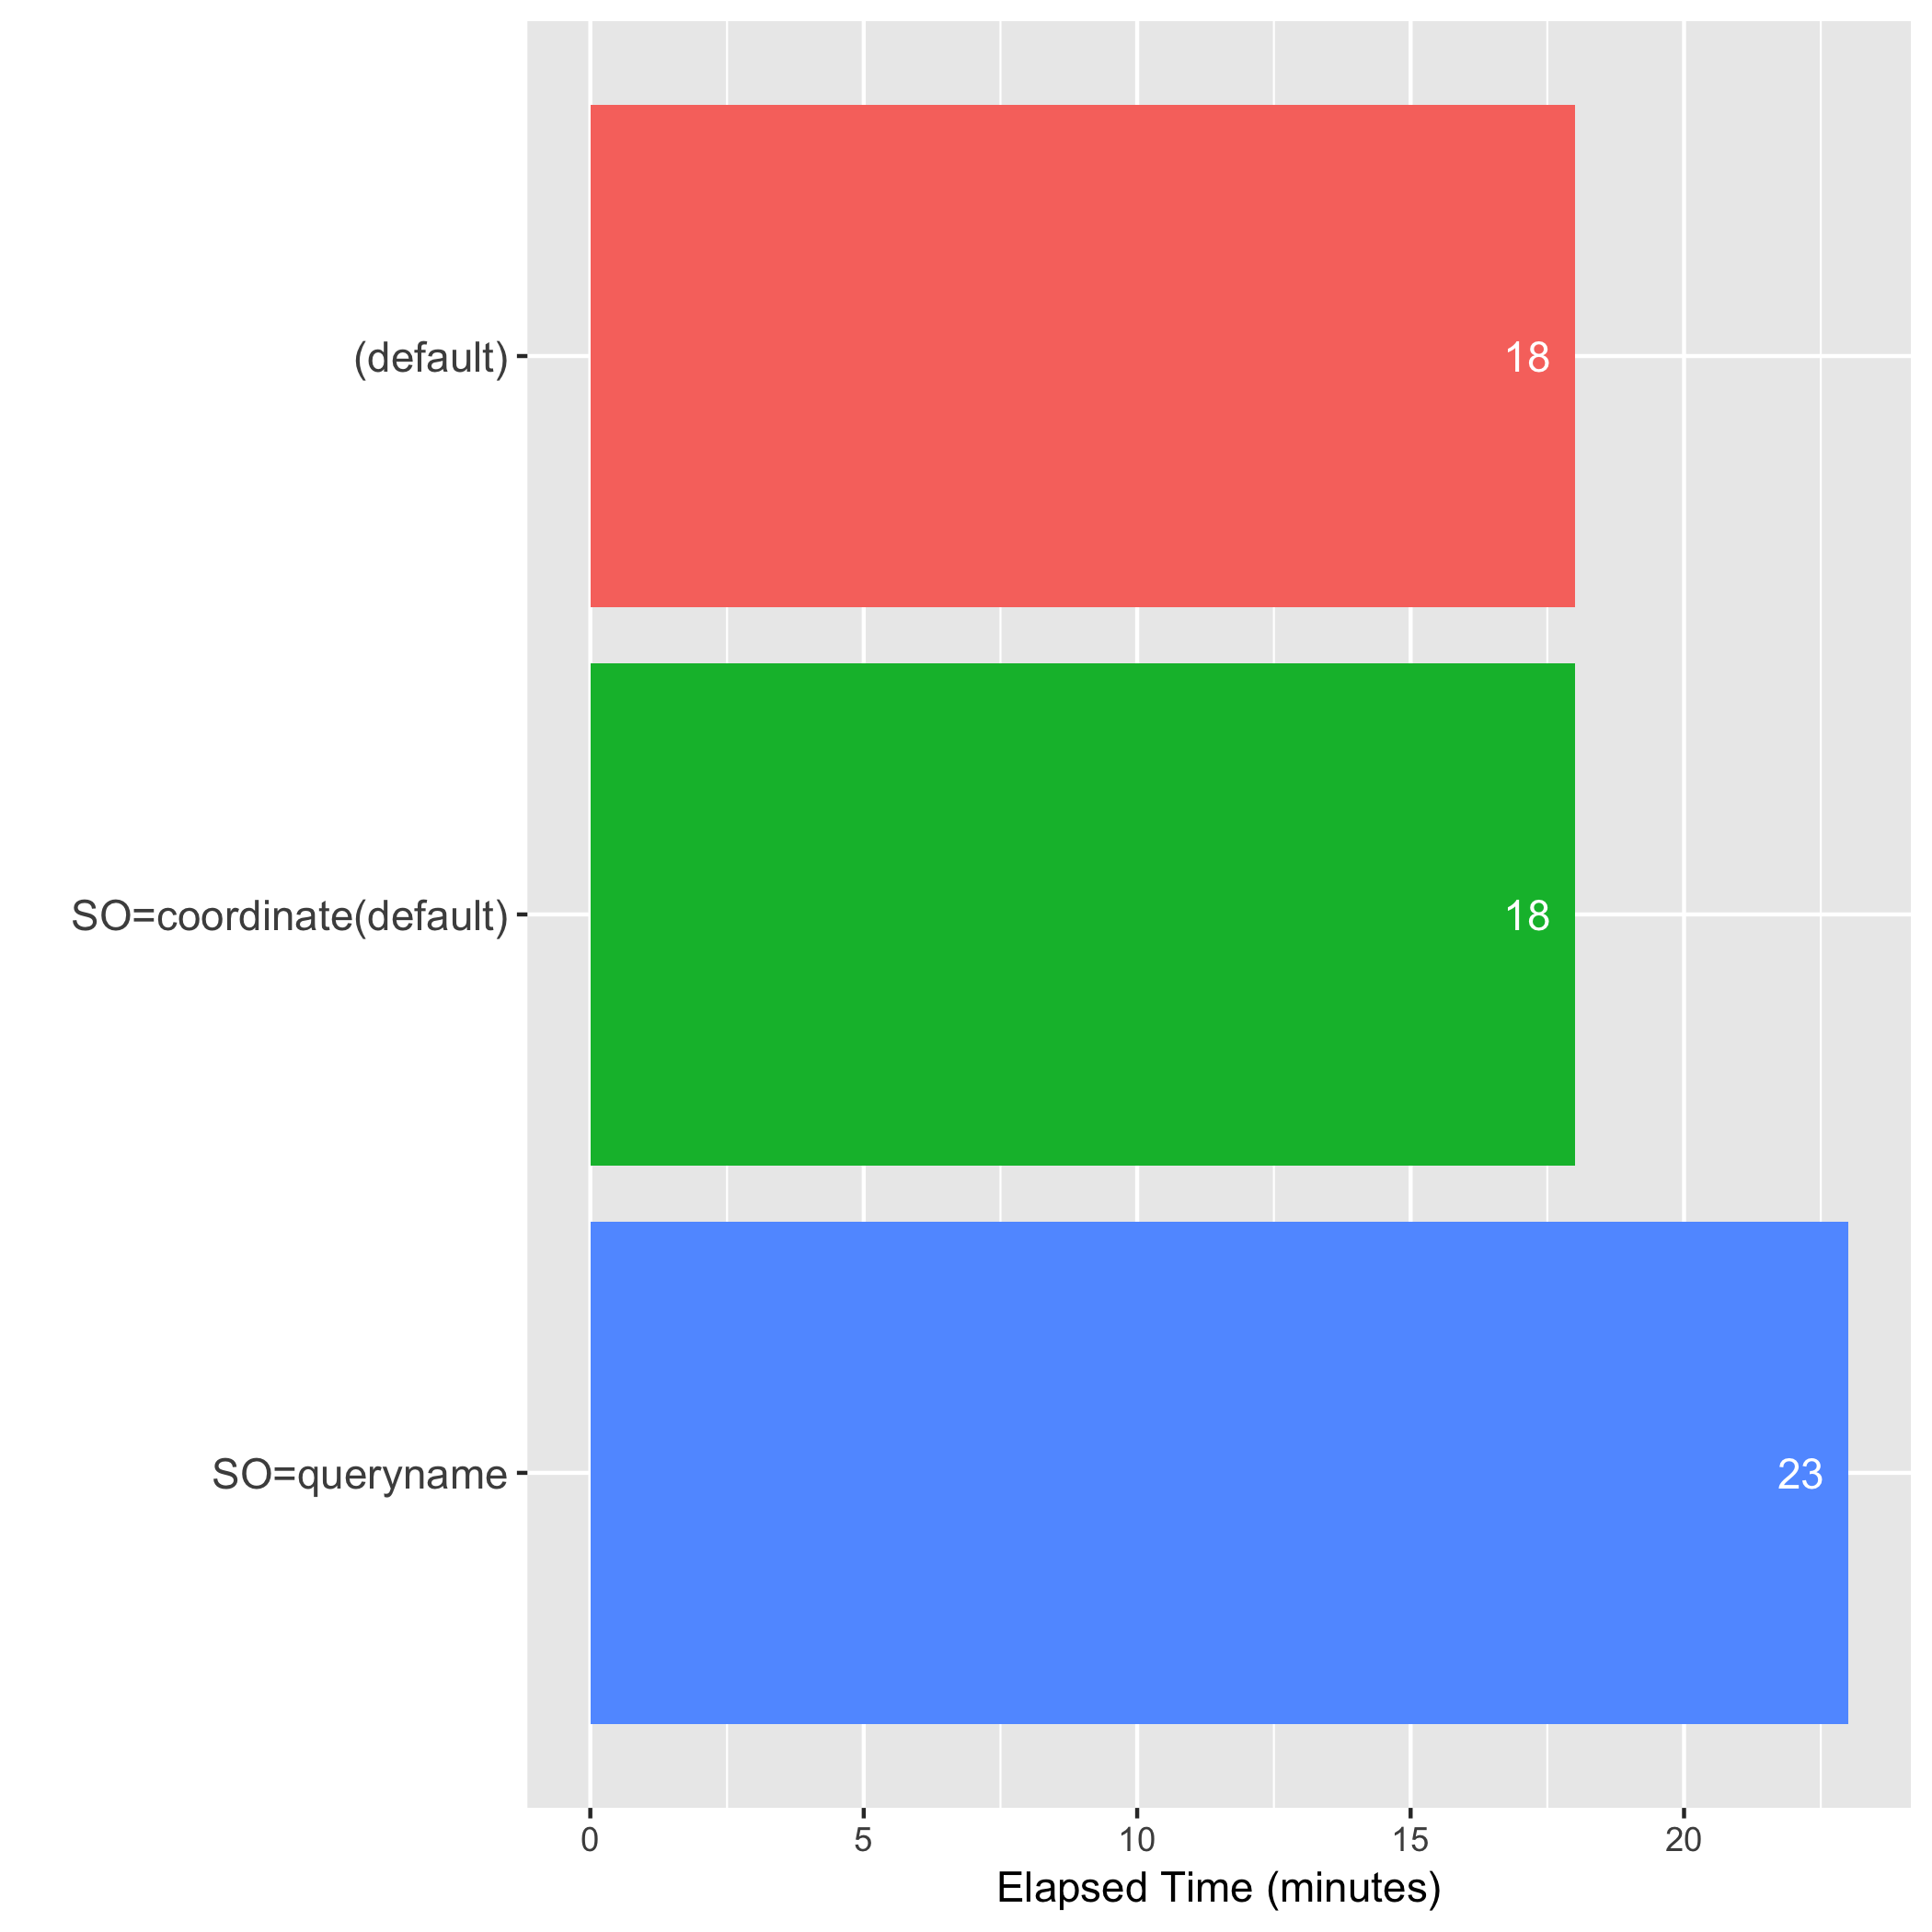 (default)
18
SO=coordinate(default)
18
SO=queryname
23
0 5 10 15 20
Elapsed Time (minutes)